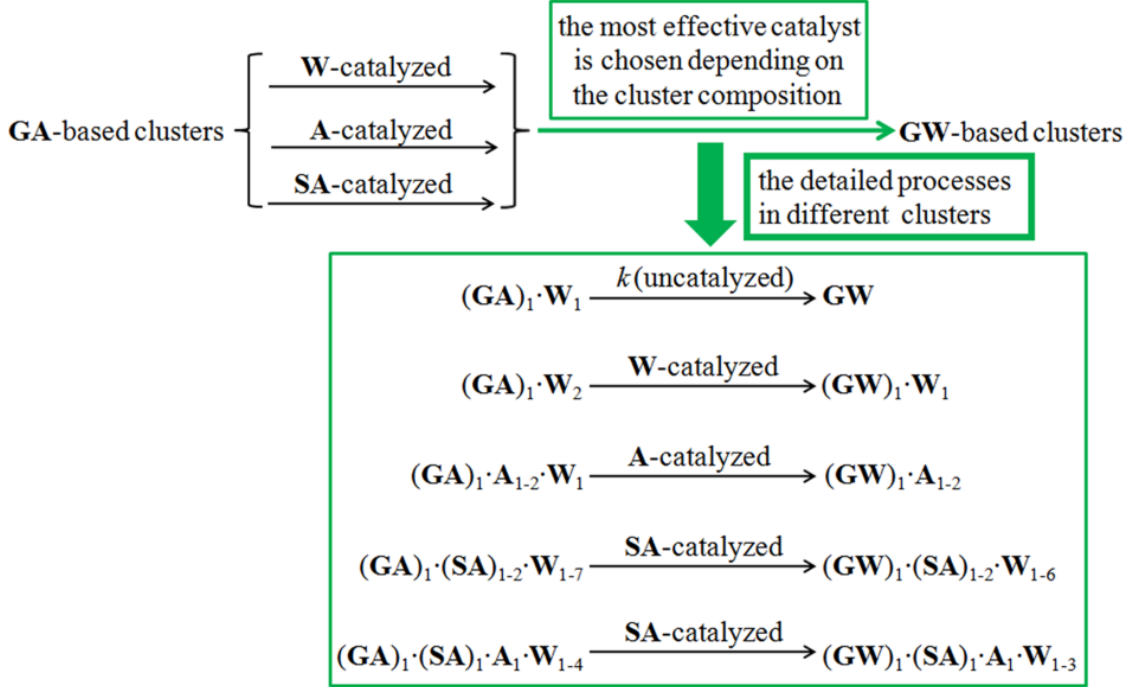 the most effective catalyst
is chosen depending on
the cluster composition
GA-based clusters
W-catalyzed
A-catalyzed
SA-catalyzed
GW-based clusters
the detailed processes
in different clusters
(GA)₁·W₁ k(uncatalyzed) GW
(GA)₁·W₂ W-catalyzed (GW)₁·W₁
(GA)₁·A₁₋₂·W₁ A-catalyzed (GW)₁·A₁₋₂
(GA)₁·(SA)₁₋₂·W₁₋₇ SA-catalyzed (GW)₁·(SA)₁₋₂·W₁₋₆
(GA)₁·(SA)₁·A₁·W₁₋₄ SA-catalyzed (GW)₁·(SA)₁·A₁·W₁₋₃